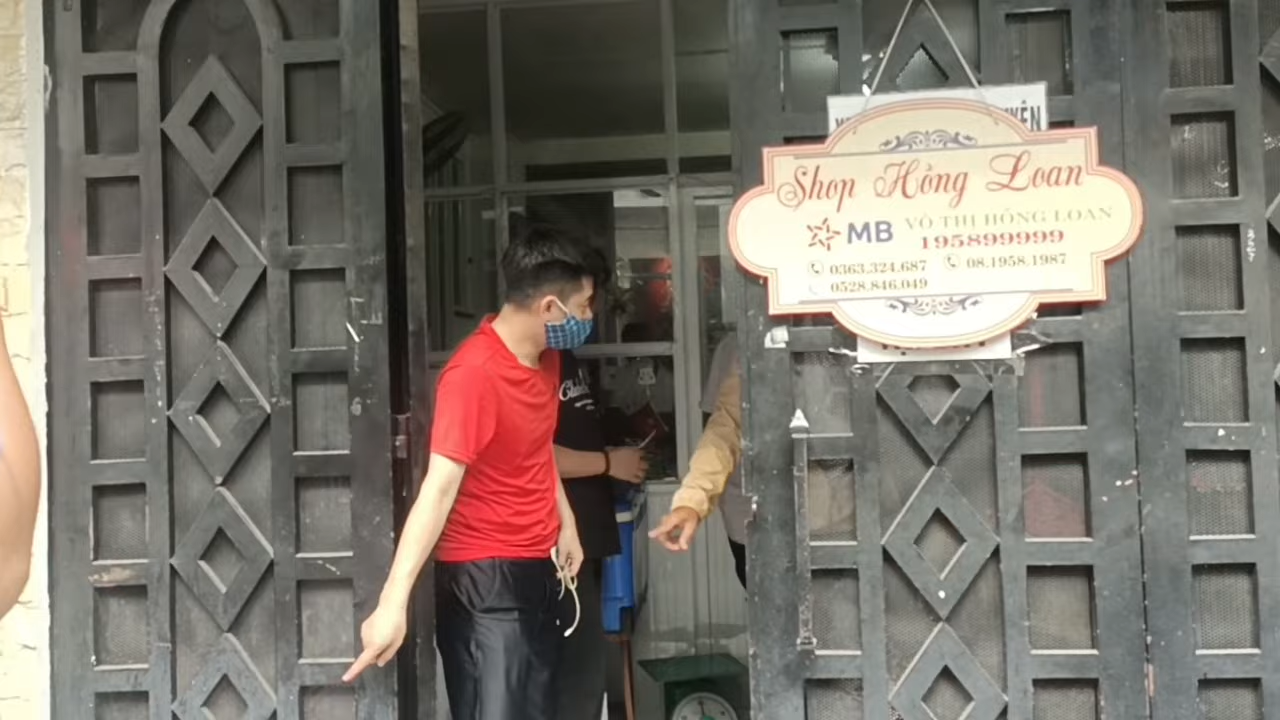 Shop Hồng Loan
MB VÕ THỊ HỒNG LOAN
195899999
0363.324.687 08.1958.1987
0528.846.049